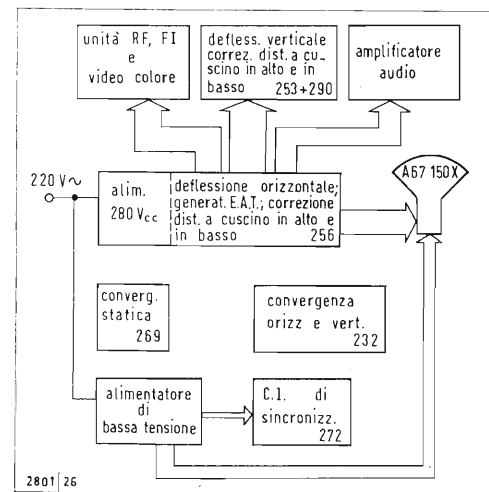 unità RF, FI
e
video colore
defless. verticale
correz. dist. a cu_
scino in alto e in
basso
253+290
amplificatore
audio
220 V~
alim.
280 Vcc
deflessione orizzontale;
generat. E.A.T.; correzione
dist. a cuscino in alto e
in basso
256
A67 150X
converg.
statica
269
convergenza
orizz e vert.
232
alimentatore
di
bassa tensione
C.I. di
sincronizz.
272
2801 26